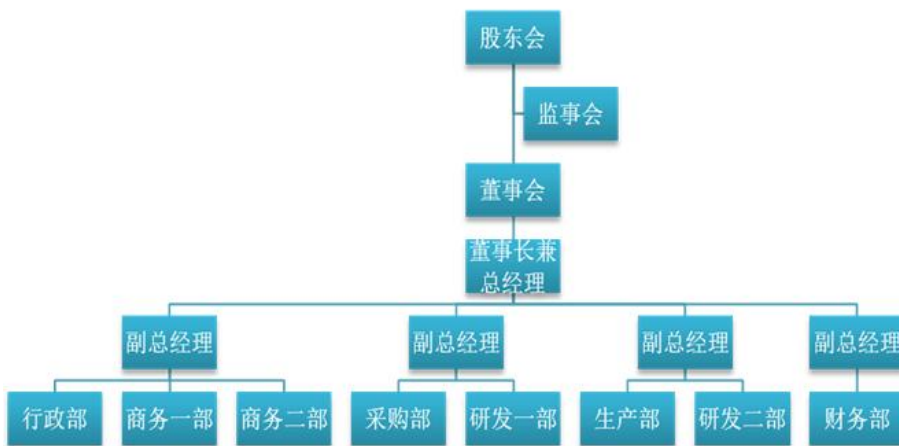 股东会
监事会
董事会
董事长兼
总经理
副总经理
副总经理
副总经理
副总经理
行政部
商务一部
商务二部
采购部
研发一部
生产部
研发二部
财务部